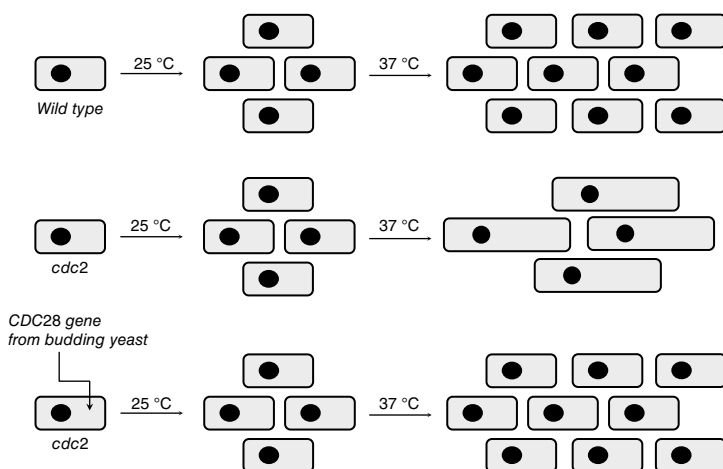 25 °C
37 °C
Wild type
25 °C
37 °C
cdc2
CDC28 gene
from budding yeast
25 °C
37 °C
cdc2